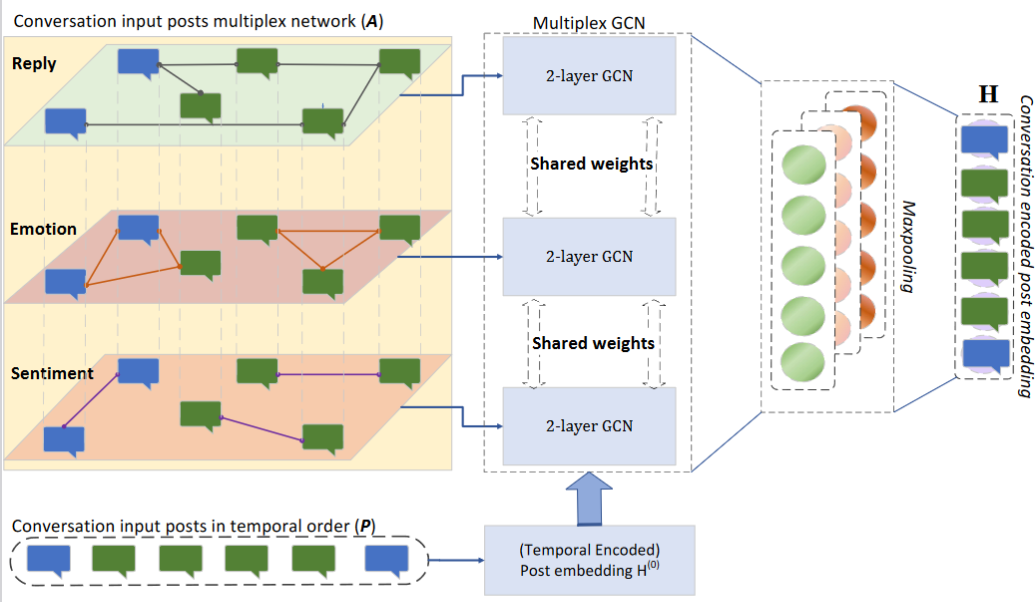 Conversation input posts multiplex network (A)
Multiplex GCN
Reply
2-layer GCN
Shared weights
Emotion
2-layer GCN
Shared weights
Sentiment
2-layer GCN
Maxpooling
H
Conversation encoded post embedding
Conversation input posts in temporal order (P)
(Temporal Encoded)
Post embedding H⁽⁰⁾